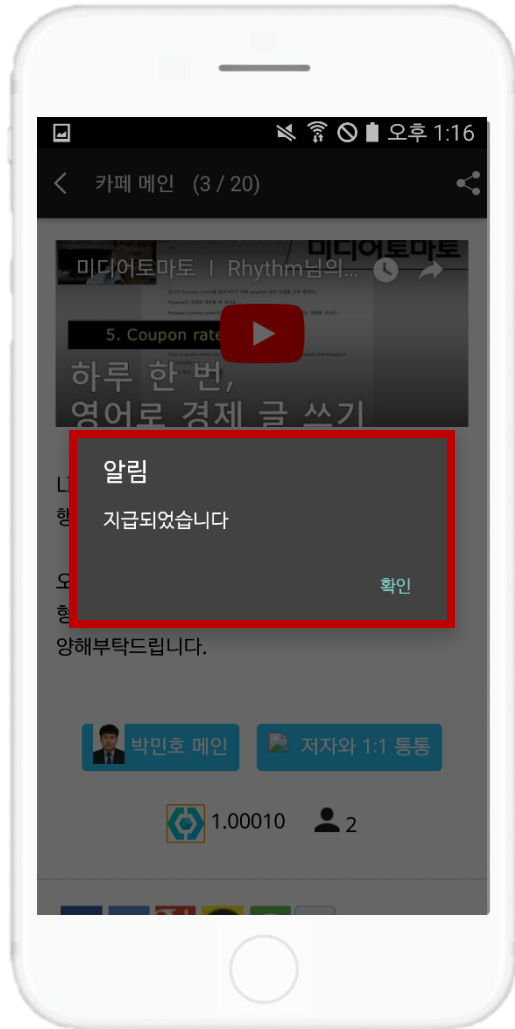 오후 1:16
카페 메인 (3 / 20)
미디어토마토
미디어토마토 ㅣ Rhythm님의...
5. Coupon rate
하루 한 번,
영어로 경제 글 쓰기
알림
지급되었습니다
확인
양해부탁드립니다.
박민호 메인
저자와 1:1 통통
1.00010
2